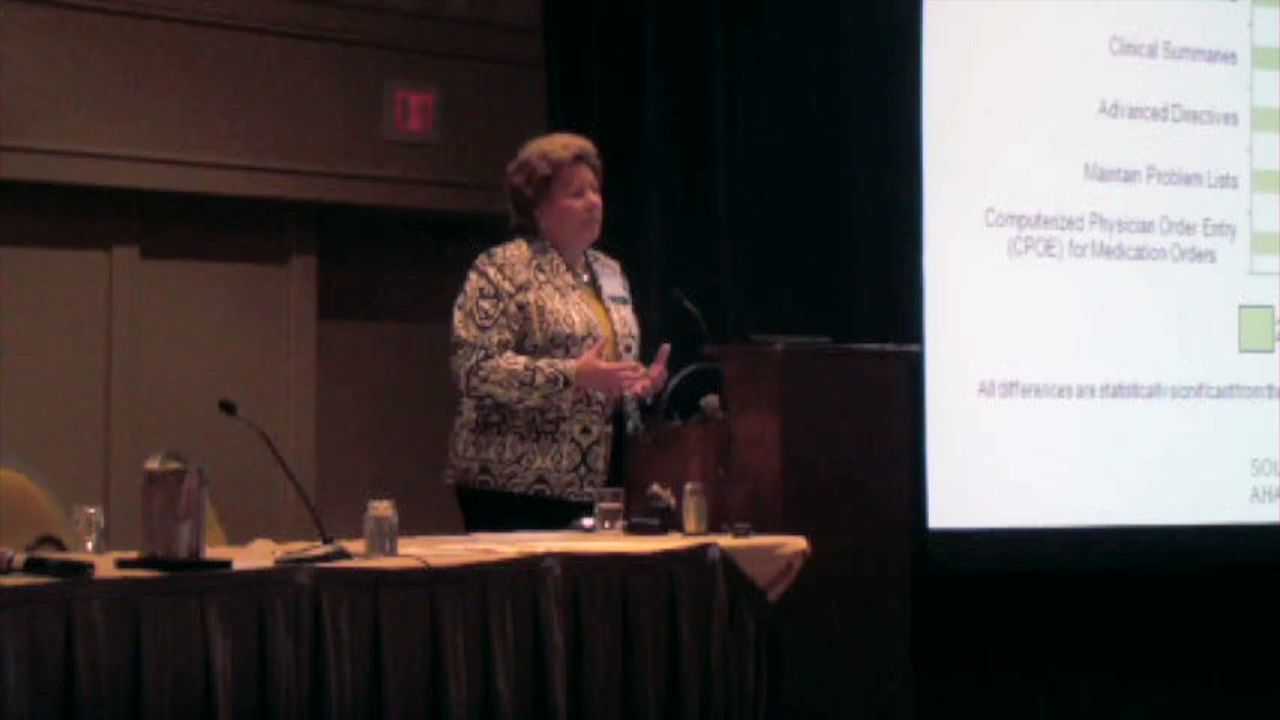 Clinical Summaries
Advanced Directives
Maintain Problem Lists
Computerized Physician Order Entry
(CPOE) for Medication Orders
All differences are statistically significant from the
SOU
AHA